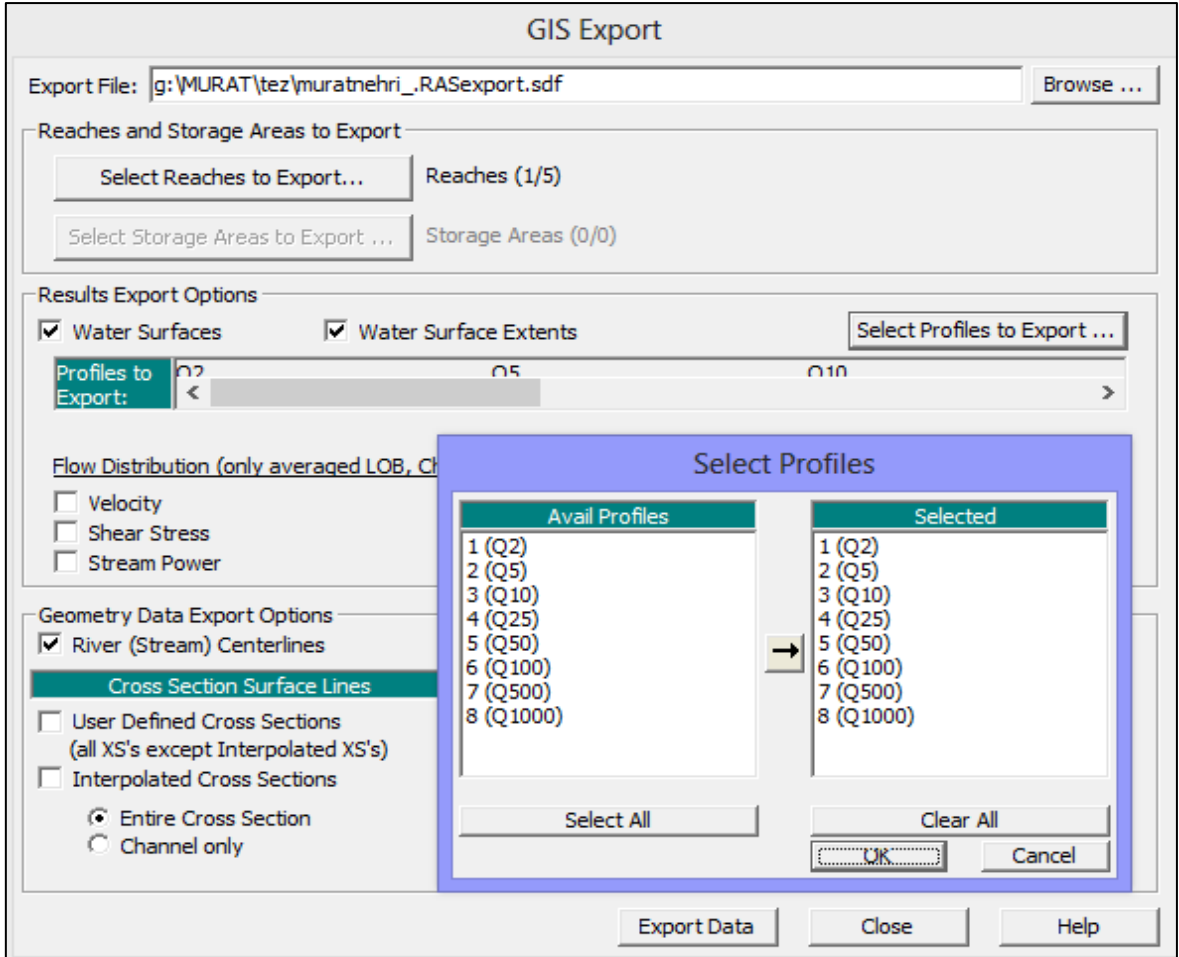 GIS Export
Export File: g:\MURAT\tez\muratnehri_.RASexport.sdf Browse ...
Reaches and Storage Areas to Export
Select Reaches to Export... Reaches (1/5)
Select Storage Areas to Export ... Storage Areas (0/0)
Results Export Options
Water Surfaces Water Surface Extents Select Profiles to Export ...
Profiles to Q2 Q5 Q10
Export:
Flow Distribution (only averaged LOB,
Velocity
Shear Stress
Stream Power
Geometry Data Export Options
River (Stream) Centerlines
Cross Section Surface Lines
User Defined Cross Sections
(all XS's except Interpolated XS's)
Interpolated Cross Sections
Entire Cross Section
Channel only
Select Profiles
Avail Profiles Selected
1 (Q2) 1 (Q2)
2 (Q5) 2 (Q5)
3 (Q10) 3 (Q10)
4 (Q25) 4 (Q25)
5 (Q50) 5 (Q50)
6 (Q100) 6 (Q100)
7 (Q500) 7 (Q500)
8 (Q1000) 8 (Q1000)
Select All Clear All
OK Cancel
Export Data Close Help